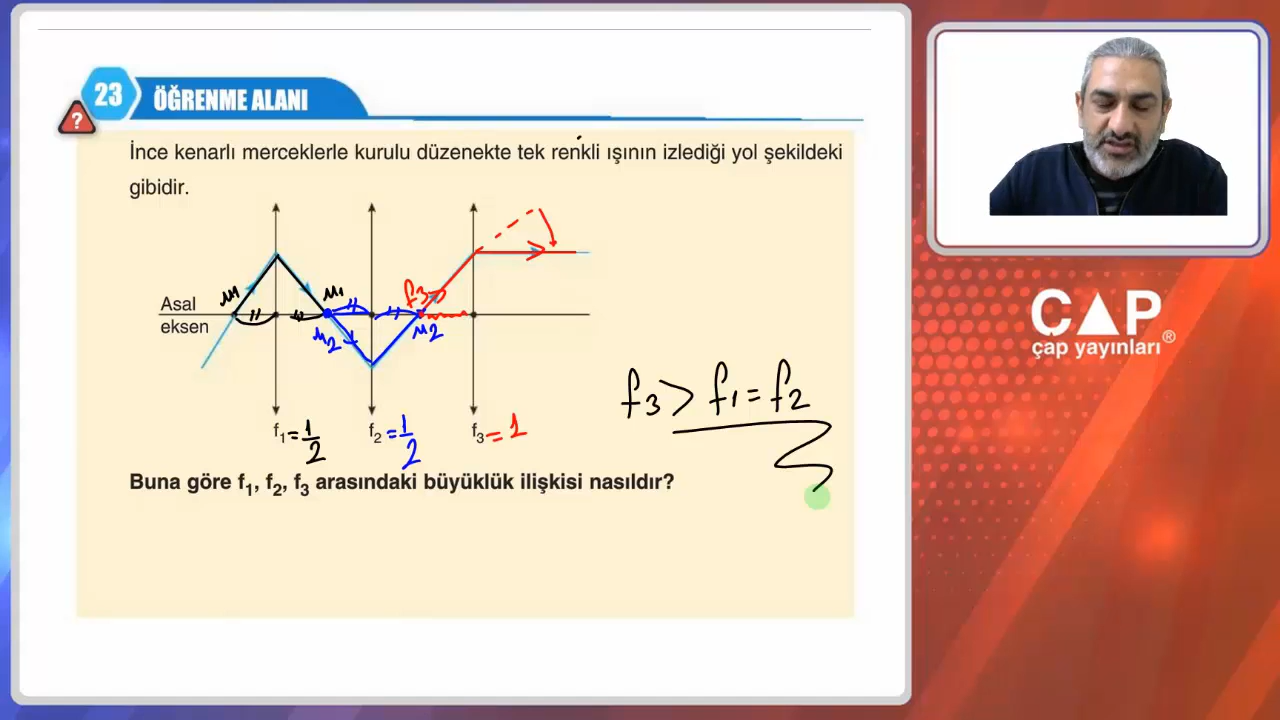 23 ÖĞRENME ALANI
?
İnce kenarlı merceklerle kurulu düzenekte tek renkli ışının izlediği yol şekildeki
gibidir.
Asal
eksen
M1
M1
M2
M2
f3
f₁ = 1/2
f₂ = 1/2
f₃ = 1
f3 > f1 = f2
Buna göre f₁, f₂, f₃ arasındaki büyüklük ilişkisi nasıldır?
ÇAP
çap yayınları®